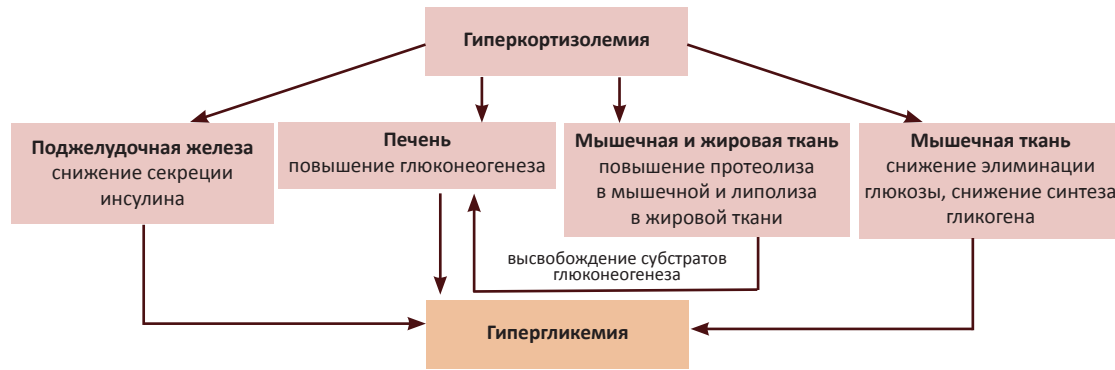 Гиперкортизолемия
Поджелудочная железа
снижение секреции
инсулина
Печень
повышение глюконеогенеза
Мышечная и жировая ткань
повышение протеолиза
в мышечной и липолиза
в жировой ткани
Мышечная ткань
снижение элиминации
глюкозы, снижение синтеза
гликогена
высвобождение субстратов
глюконеогенеза
Гипергликемия